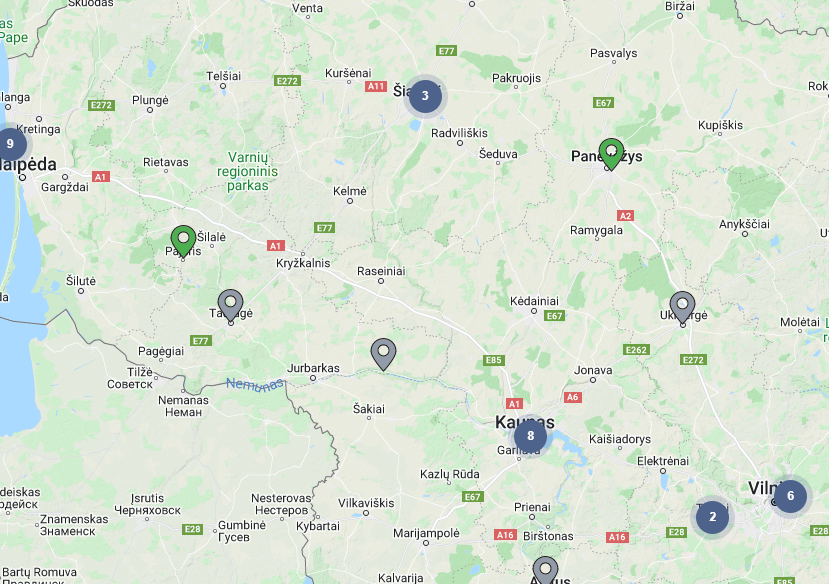 Skuodas
Venta
Biržai
as
Pape
E77
Pasvalys
Telšiai
E272
Kuršėnai
A11
Pakruojis
3
Plungė
E272
E67
Kretinga
Radviliškis
Kupiškis
9
Šeduva
Varnių
regioninis
parkas
Rietavas
A1
Gargždai
Kelmė
A2
Anykščiai
Ramygala
E77
Šilalė
A1
Kryžkalnis
Raseiniai
Šilutė
Kėdainiai
E67
Molėtai
E77
Pagėgiai
E85
E262
E272
Jurbarkas
Jonava
Tilžė
Советск
Nemunas
Nemanas
Неман
A1
A6
Šakiai
8
Kaišiadorys
Elektrėnai
Kazlų Rūda
E67
6
2
Įsrutis
Черняховск
Nesterovas
Нестеров
Vilkaviškis
Prienai
Znamenskas
Знаменск
E28
Gumbinė
Гусев
Kybartai
Marijampolė
A16
Birštonas
A16
E28
E28
Bartų Romuva
Kalvarija
E85